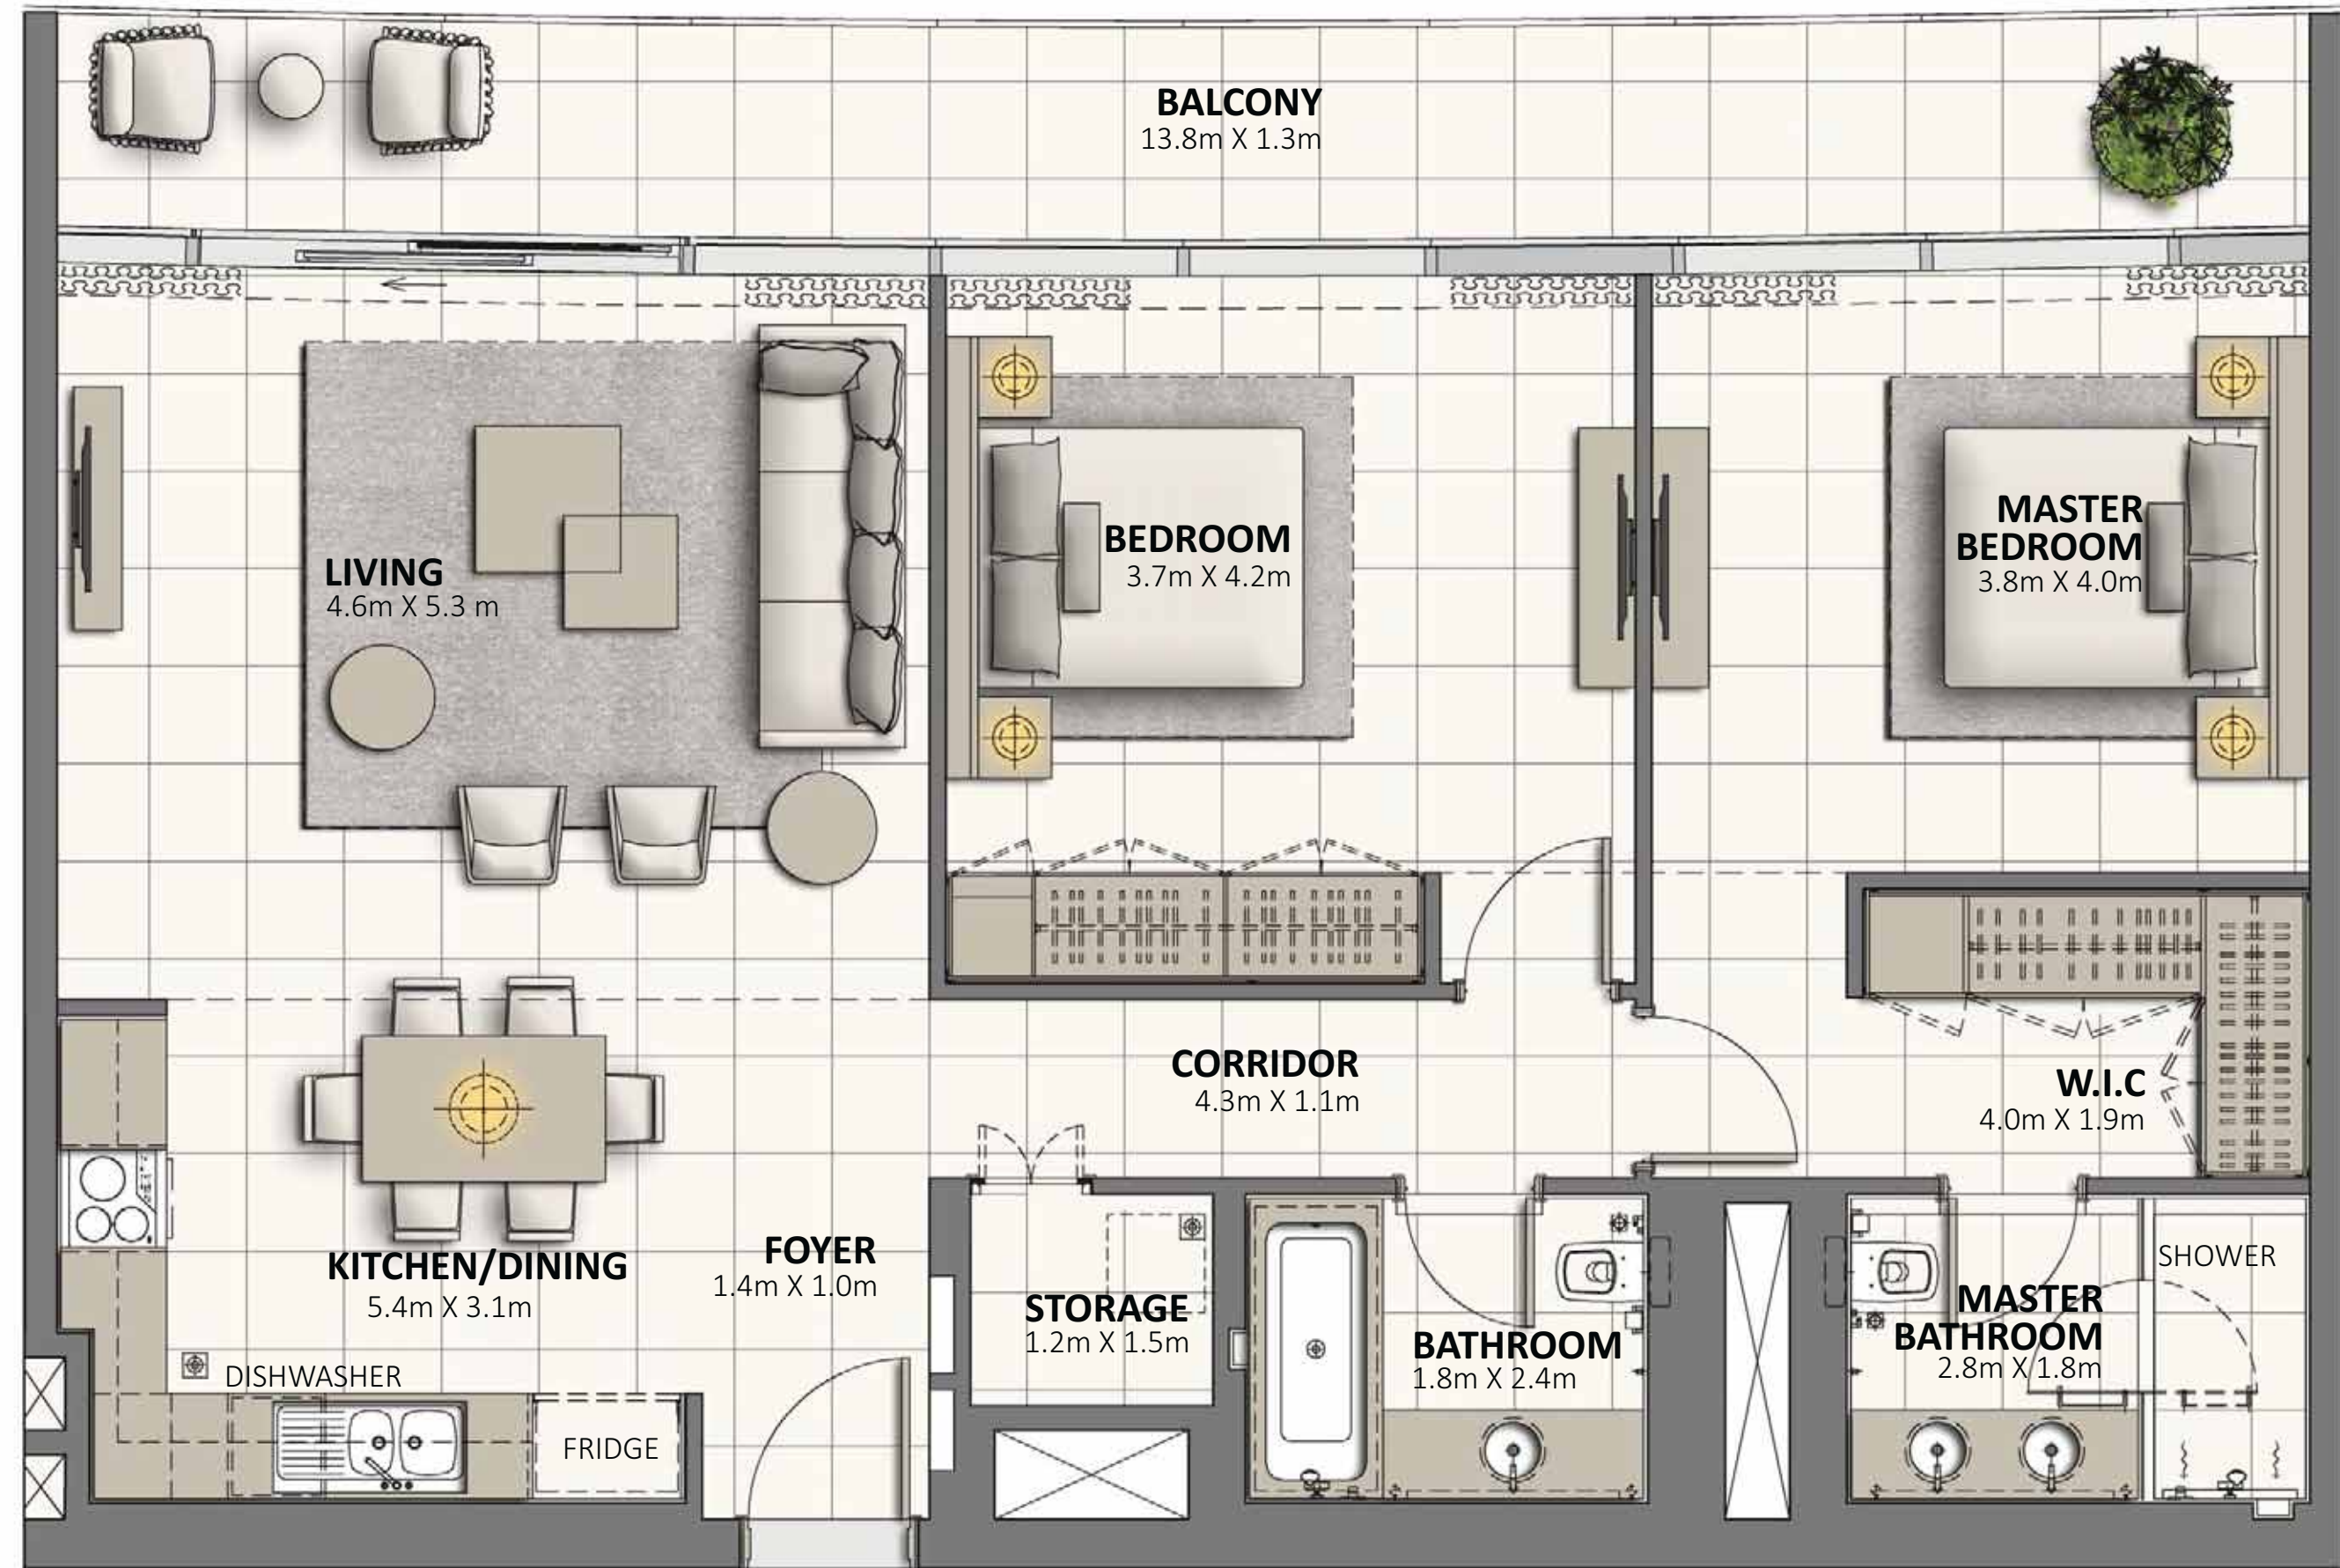 BALCONY
13.8m X 1.3m
LIVING
4.6m X 5.3 m
BEDROOM
3.7m X 4.2m
MASTER
BEDROOM
3.8m X 4.0m
CORRIDOR
4.3m X 1.1m
W.I.C
4.0m X 1.9m
KITCHEN/DINING
5.4m X 3.1m
FOYER
1.4m X 1.0m
STORAGE
1.2m X 1.5m
BATHROOM
1.8m X 2.4m
MASTER
BATHROOM
2.8m X 1.8m
SHOWER
DISHWASHER
FRIDGE